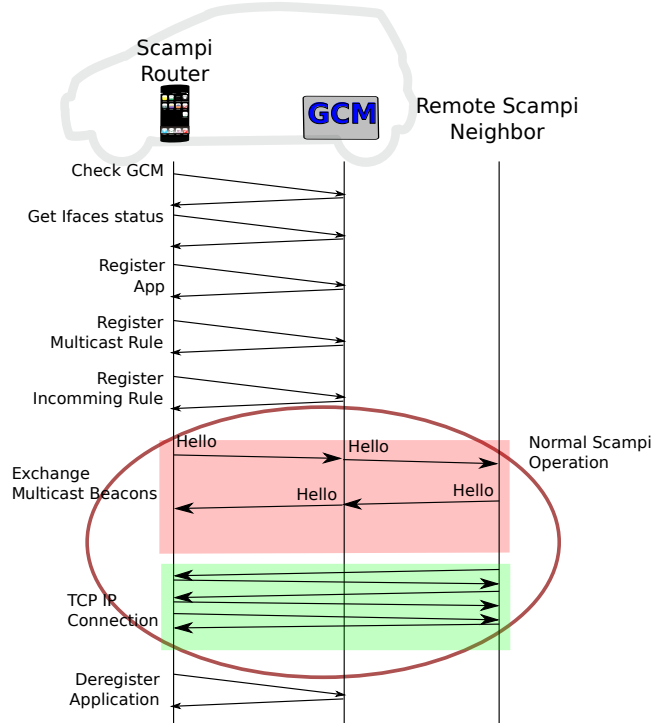 Scampi
Router
GCM
Remote Scampi
Neighbor
Check GCM
Get Ifaces status
Register
App
Register
Multicast Rule
Register
Incomming Rule
Hello
Hello
Normal Scampi
Operation
Exchange
Multicast Beacons
Hello
Hello
TCP IP
Connection
Deregister
Application